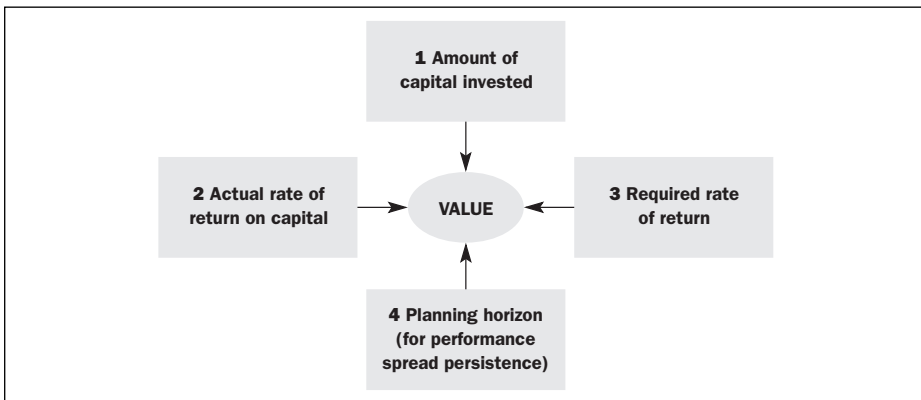 1 Amount of
capital invested
2 Actual rate of
return on capital
VALUE
3 Required rate
of return
4 Planning horizon
(for performance
spread persistence)